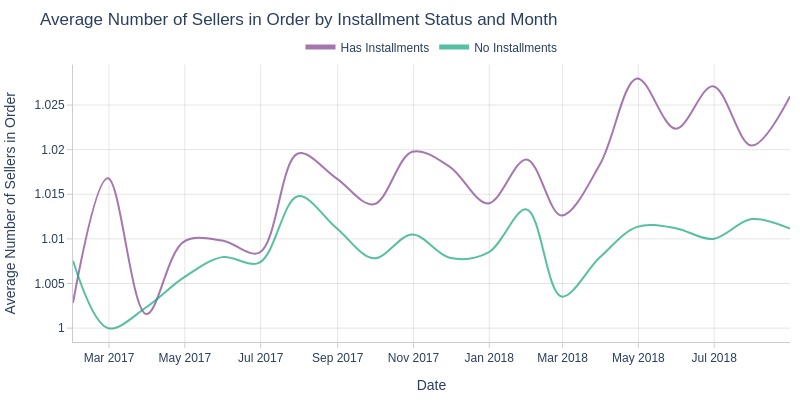 Average Number of Sellers in Order by Installment Status and Month
Has Installments
No Installments
Average Number of Sellers in Order
1.025
1.02
1.015
1.01
1.005
1
Mar 2017
May 2017
Jul 2017
Sep 2017
Nov 2017
Jan 2018
Mar 2018
May 2018
Jul 2018
Date